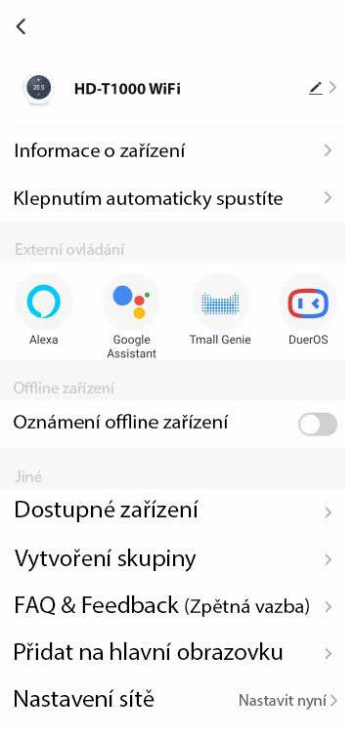 HD-T1000 WiFi
Informace o zařízení
Klepnutím automaticky spustíte
Externí ovládání
Alexa
Google
Assistant
Tmall Genie
DuerOS
Offline zařízení
Oznámení offline zařízení
Jiné
Dostupné zařízení
Vytvoření skupiny
FAQ & Feedback (Zpětná vazba)
Přidat na hlavní obrazovku
Nastavení sítě Nastavit nyní